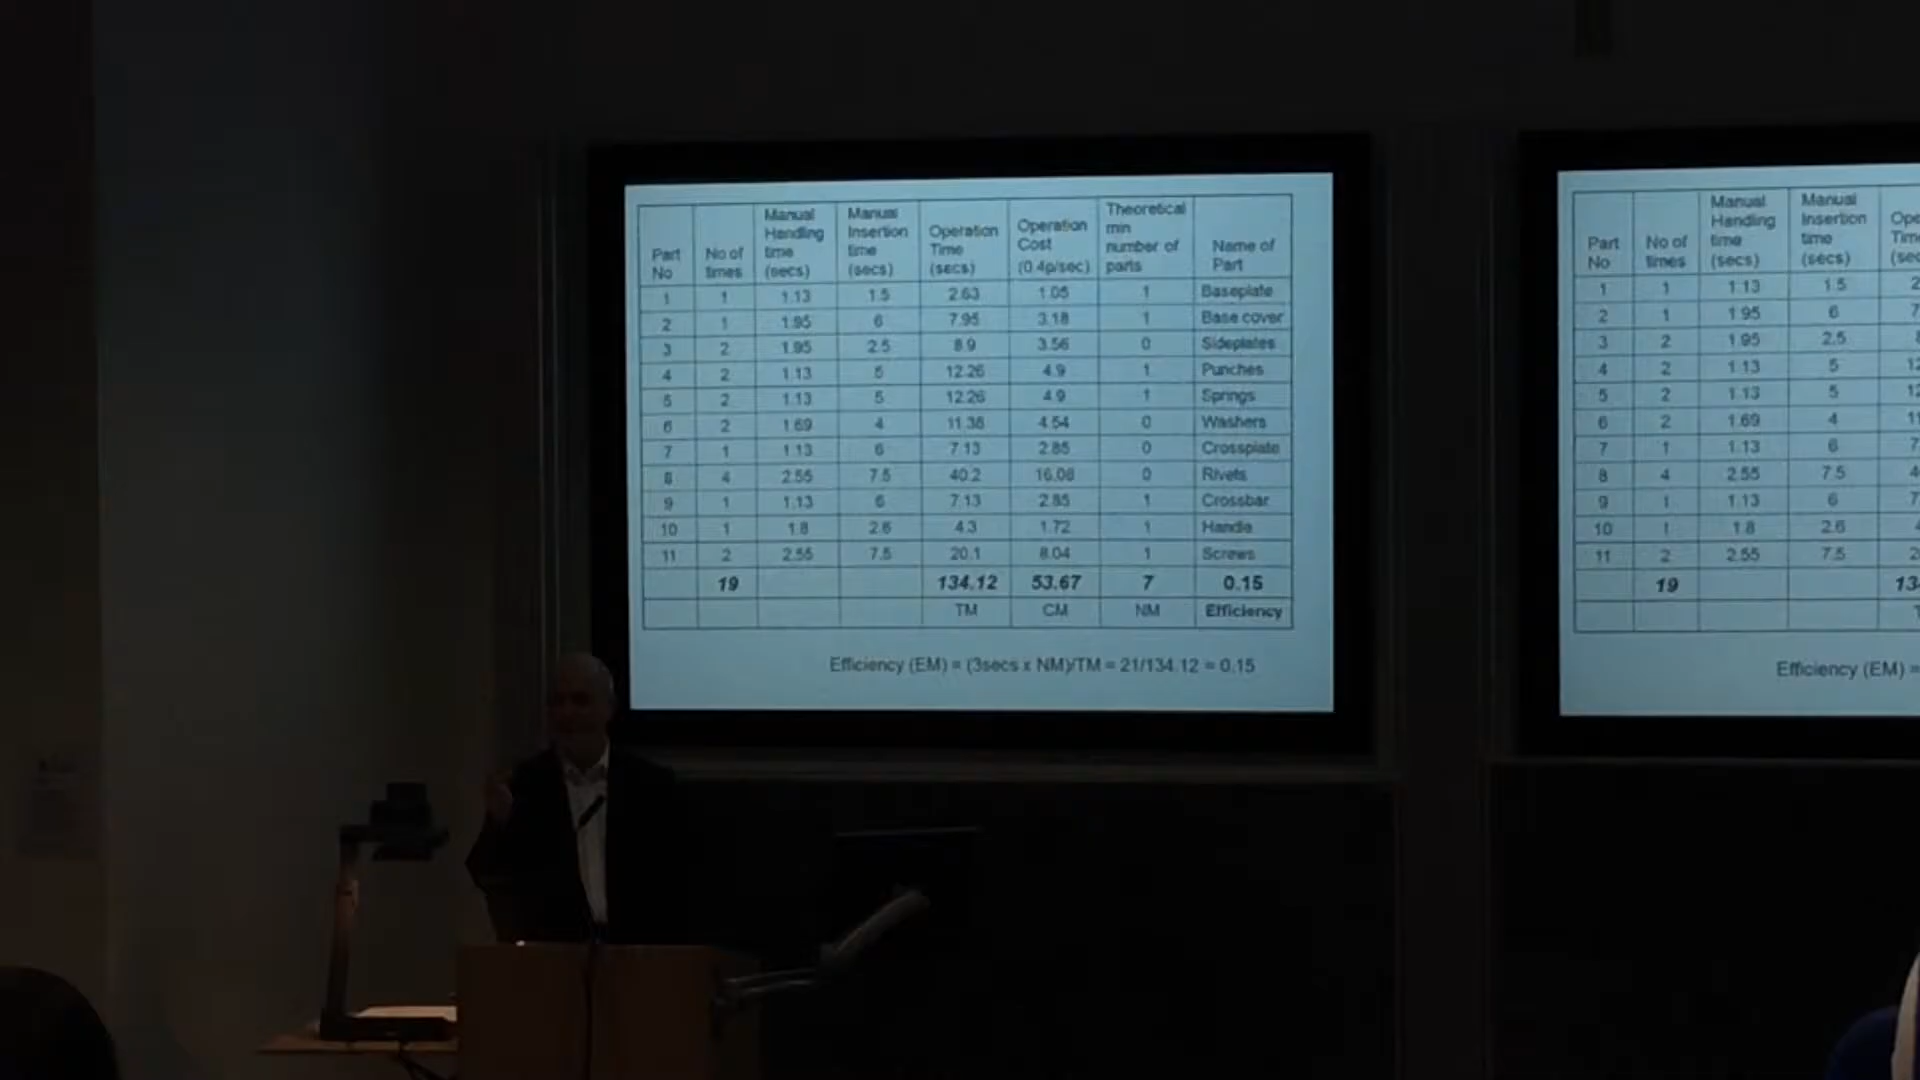 Part No | No of times | Manual Handling time (secs) | Manual Insertion time (secs) | Operation Time (secs) | Operation Cost (0.4p/sec) | Theoretical min number of parts | Name of Part
1 | 1 | 1.13 | 1.5 | 2.63 | 1.05 | 1 | Baseplate
2 | 1 | 1.95 | 6 | 7.95 | 3.18 | 1 | Base cover
3 | 2 | 1.95 | 2.5 | 8.9 | 3.56 | 0 | Sideplates
4 | 2 | 1.13 | 5 | 12.26 | 4.9 | 1 | Punches
5 | 2 | 1.13 | 5 | 12.26 | 4.9 | 1 | Springs
6 | 2 | 1.69 | 4 | 11.38 | 4.54 | 0 | Washers
7 | 1 | 1.13 | 6 | 7.13 | 2.85 | 0 | Crossplate
8 | 4 | 2.55 | 7.5 | 40.2 | 16.08 | 0 | Rivets
9 | 1 | 1.13 | 6 | 7.13 | 2.85 | 1 | Crossbar
10 | 1 | 1.8 | 2.6 | 4.3 | 1.72 | 1 | Handle
11 | 2 | 2.55 | 7.5 | 20.1 | 8.04 | 1 | Screws
19 | 134.12 | 53.67 | 7 | 0.15
TM | CM | NM | Efficiency
Efficiency (EM) = (3secs x NM)/TM = 21/134.12 = 0.15
Part No | No of times | Manual Handling time (secs) | Manual Insertion time (secs)
1 | 1 | 1.13 | 1.5
2 | 1 | 1.95 | 6
3 | 2 | 1.95 | 2.5
4 | 2 | 1.13 | 5
5 | 2 | 1.13 | 5
6 | 2 | 1.69 | 4
7 | 1 | 1.13 | 6
8 | 4 | 2.55 | 7.5
9 | 1 | 1.13 | 6
10 | 1 | 1.8 | 2.6
11 | 2 | 2.55 | 7.5
19
Efficiency (EM) =